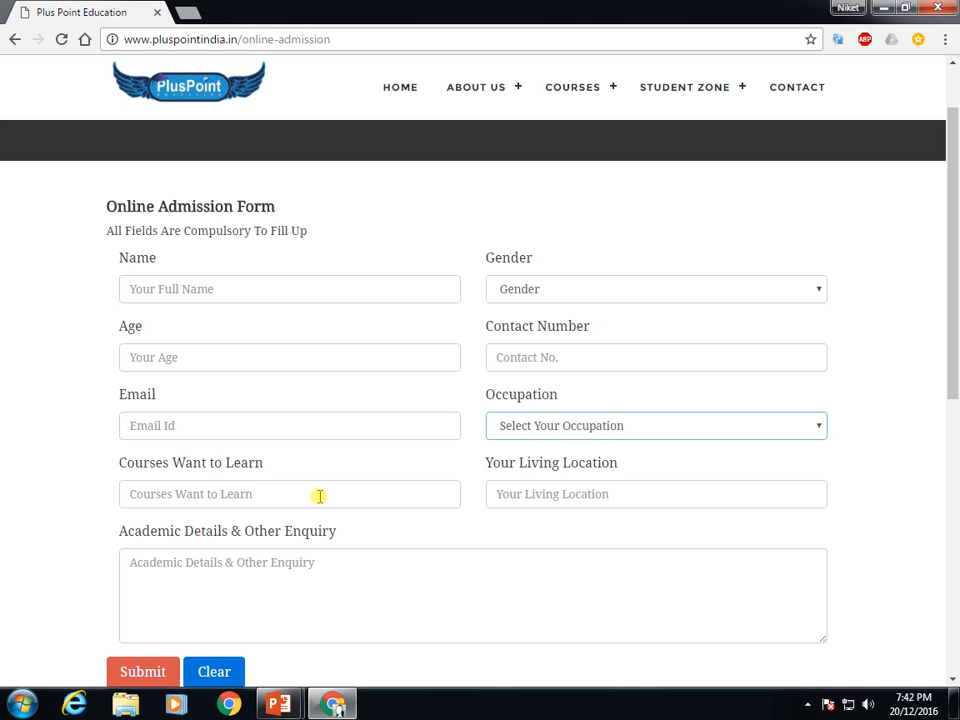 Plus Point Education
Niket
www.pluspointindia.in/online-admission
ABP
PlusPoint
EDUCATION
HOME ABOUT US + COURSES + STUDENT ZONE + CONTACT
Online Admission Form
All Fields Are Compulsory To Fill Up
Name Gender
Your Full Name Gender
Age Contact Number
Your Age Contact No.
Email Occupation
Email Id Select Your Occupation
Courses Want to Learn Your Living Location
Courses Want to Learn Your Living Location
Academic Details & Other Enquiry
Academic Details & Other Enquiry
Submit Clear
7:42 PM
20/12/2016